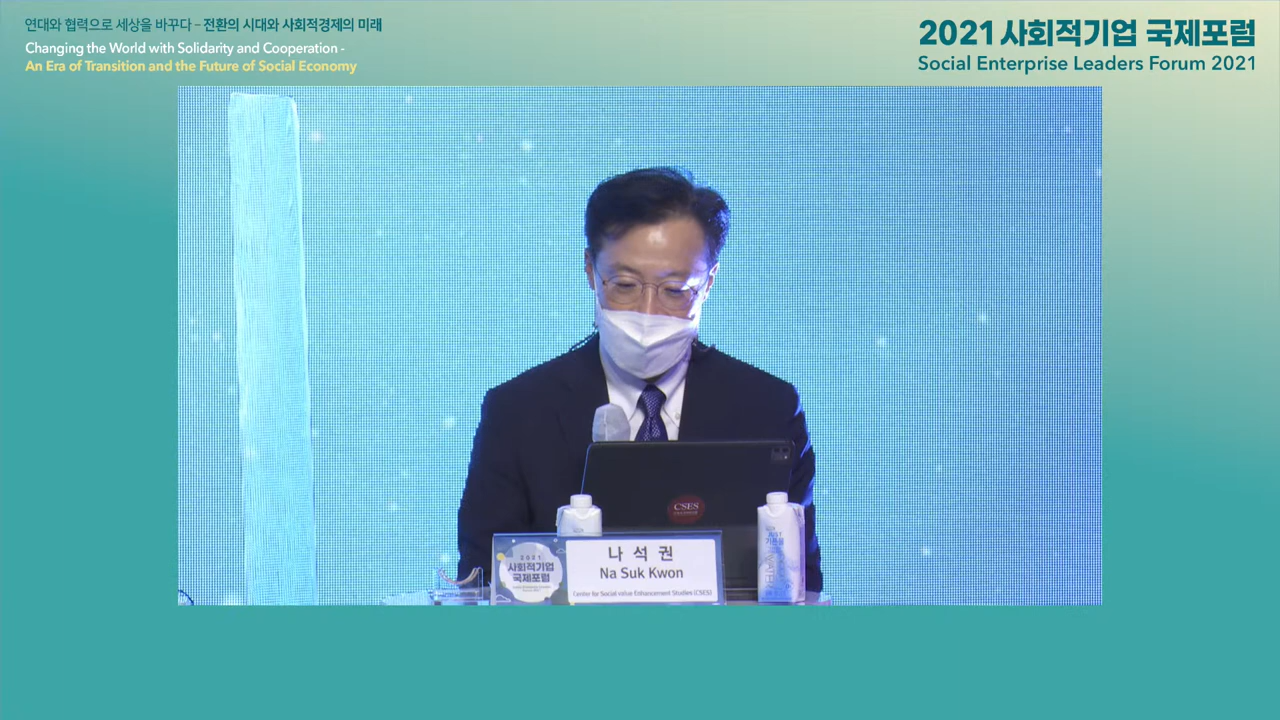 연대와 협력으로 세상을 바꾸다 – 전환의 시대와 사회적경제의 미래
Changing the World with Solidarity and Cooperation -
An Era of Transition and the Future of Social Economy
2021 사회적기업 국제포럼
Social Enterprise Leaders Forum 2021
CSES
2021
사회적기업
국제포럼
나 석 권
Na Suk Kwon
Center for Social value Enhancement Studies (CSES)